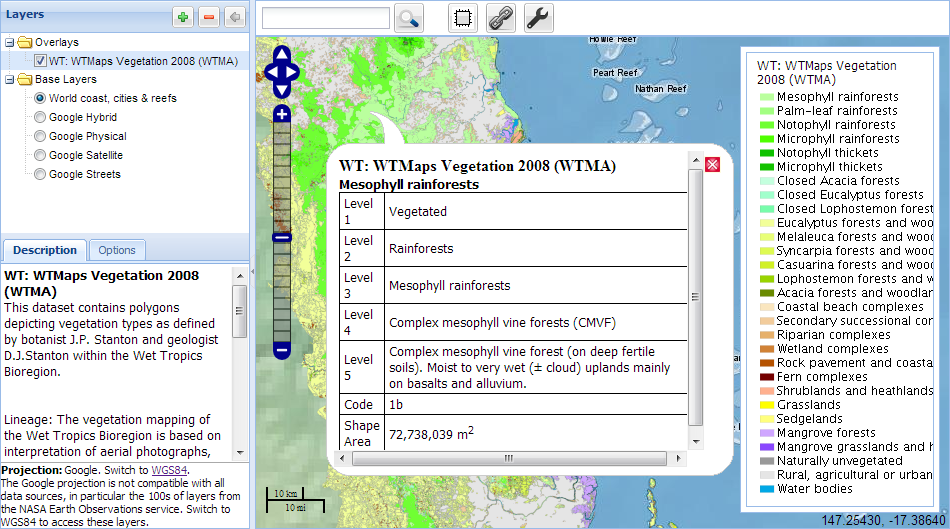 Layers
Overlays
WT: WTMaps Vegetation 2008 (WTMA)
Base Layers
World coast, cities & reefs
Google Hybrid
Google Physical
Google Satellite
Google Streets
Description
Options
WT: WTMaps Vegetation 2008
(WTMA)
This dataset contains polygons
depicting vegetation types as defined
by botanist J.P. Stanton and geologist
D.J.Stanton within the Wet Tropics
Bioregion.
Lineage: The vegetation mapping of
the Wet Tropics Bioregion is based on
interpretation of aerial photographs,
Projection: Google. Switch to WGS84.
The Google projection is not compatible with all
data sources, in particular the 100s of layers from
the NASA Earth Observations service. Switch to
WGS84 to access these layers.
Howie Reef
Peart Reef
Nathan Reef
WT: WTMaps Vegetation 2008 (WTMA)
Mesophyll rainforests
Level 1 Vegetated
Level 2 Rainforests
Level 3 Mesophyll rainforests
Level 4 Complex mesophyll vine forests (CMVF)
Level 5 Complex mesophyll vine forest (on deep fertile
soils). Moist to very wet (± cloud) uplands mainly
on basalts and alluvium.
Code 1b
Shape Area 72,738,039 m2
10 km
10 mi
WT: WTMaps Vegetation
2008 (WTMA)
Mesophyll rainforests
Palm-leaf rainforests
Notophyll rainforests
Microphyll rainforests
Notophyll thickets
Microphyll thickets
Closed Acacia forests
Closed Eucalyptus forests
Closed Lophostemon forest
Eucalyptus forests and woo
Melaleuca forests and wood
Syncarpia forests and wood
Casuarina forests and wood
Lophostemon forests and w
Acacia forests and woodlar
Coastal beach complexes
Secondary successional cor
Riparian complexes
Wetland complexes
Rock pavement and coasta
Fern complexes
Shrublands and heathlands
Grasslands
Sedgelands
Mangrove forests
Mangrove grasslands and h
Naturally unvegetated
Rural, agricultural or urban
Water bodies
147.25430, -17.38640